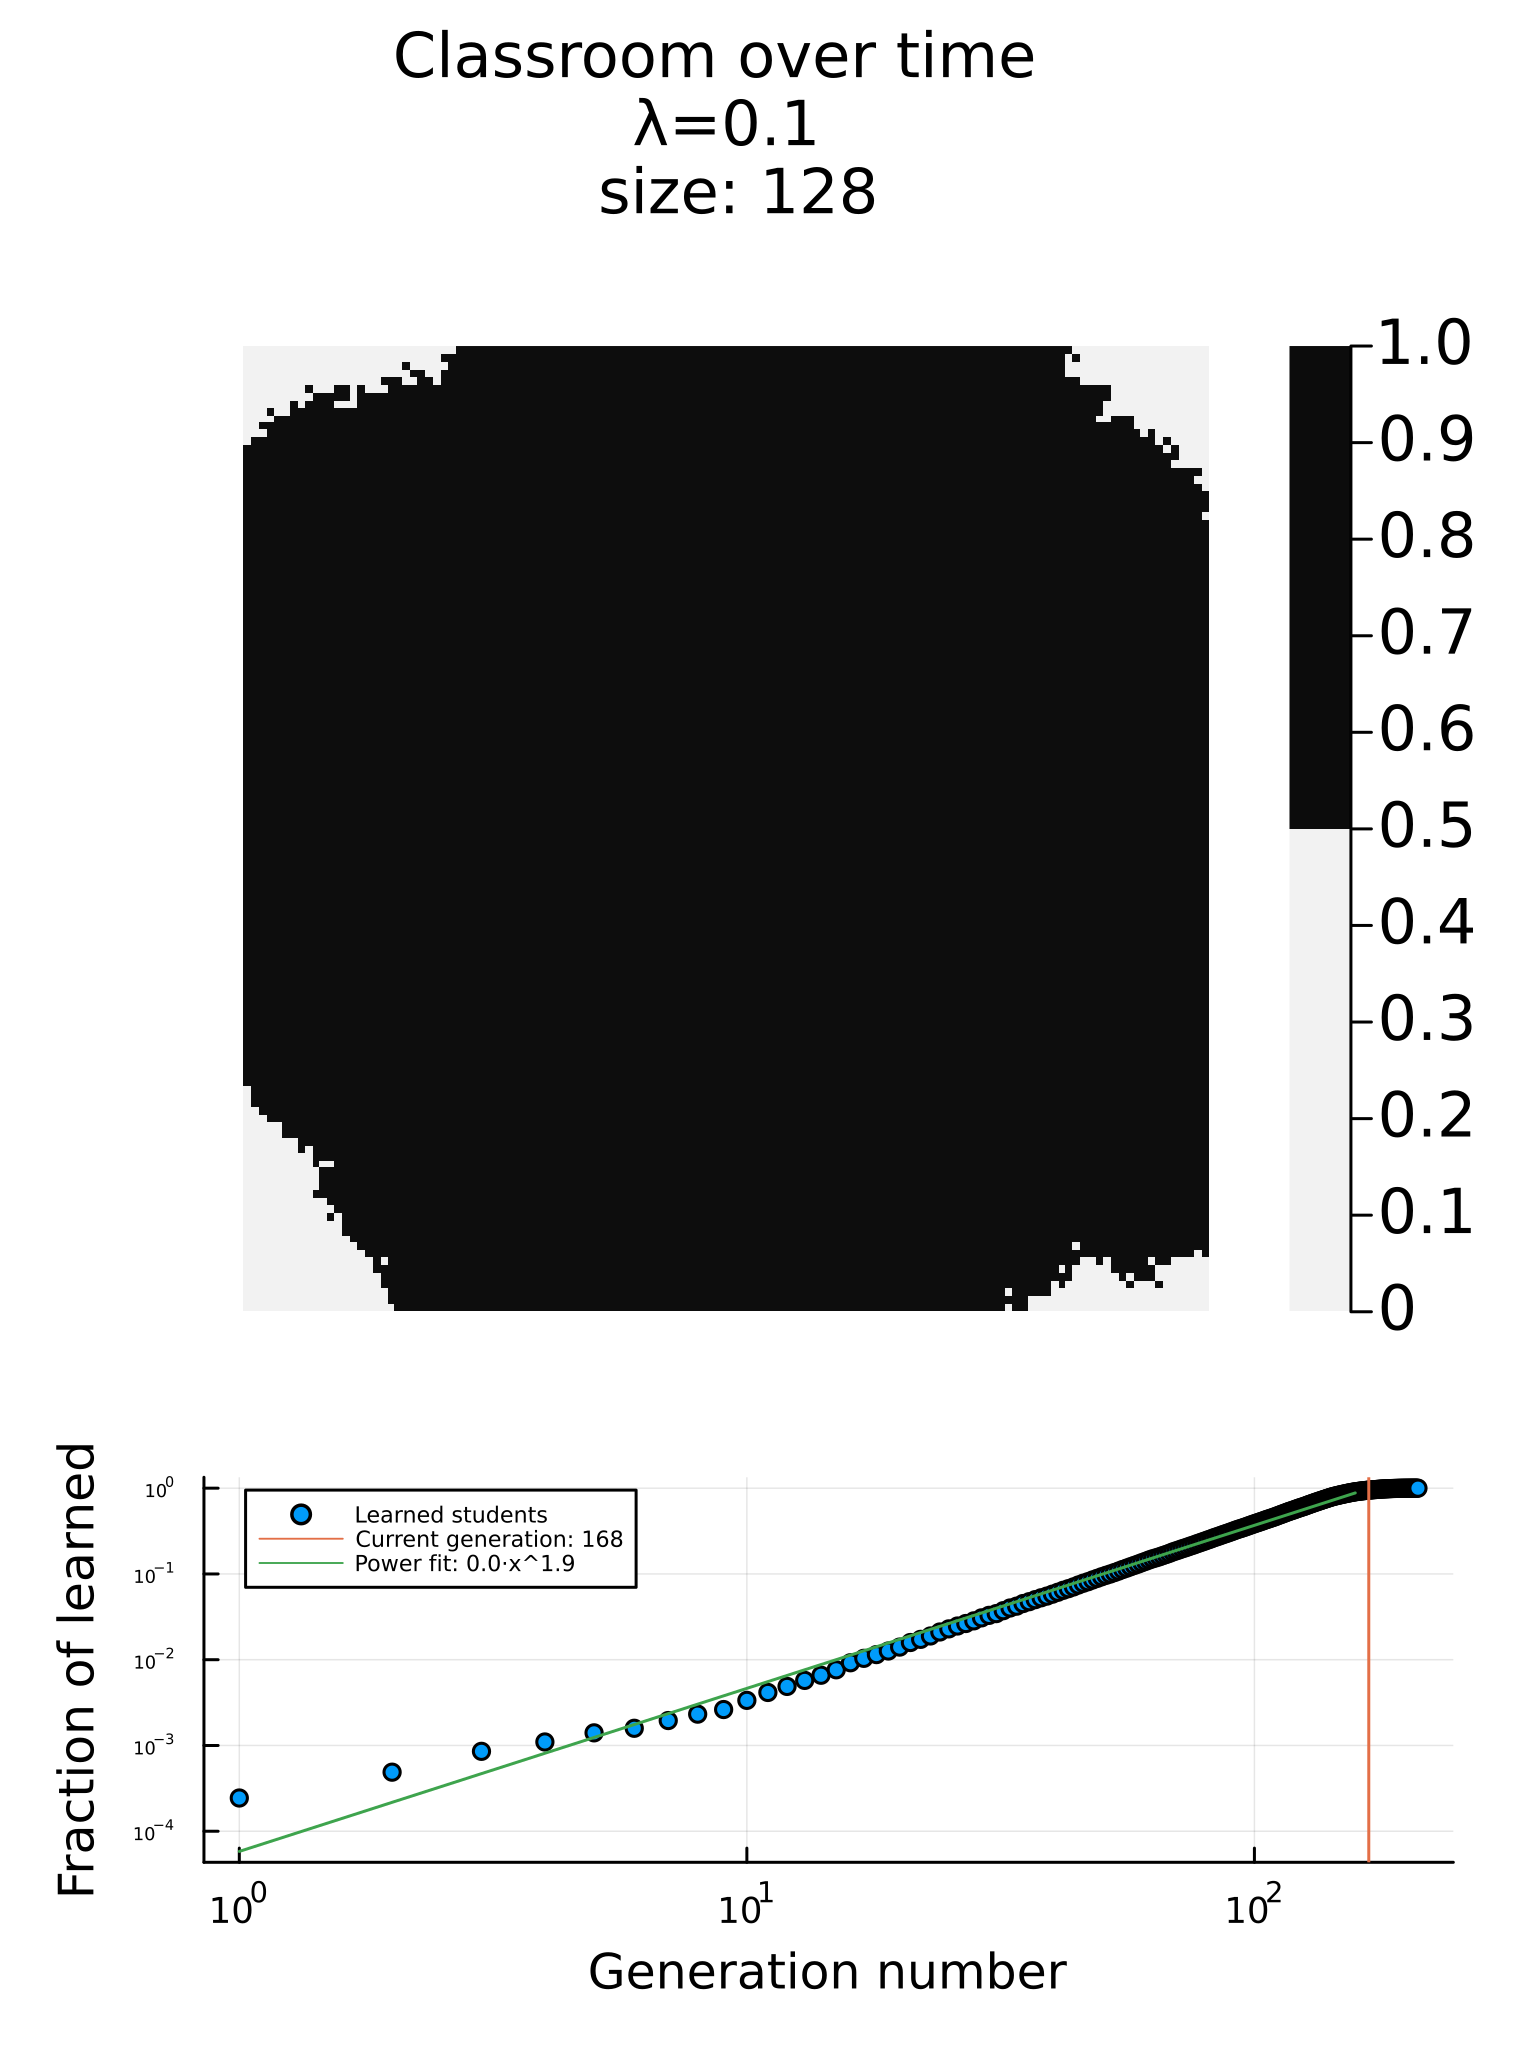 Classroom over time
λ=0.1
size: 128
1.0
0.9
0.8
0.7
0.6
0.5
0.4
0.3
0.2
0.1
0
Fraction of learned
10^0
10^-1
10^-2
10^-3
10^-4
Learned students
Current generation: 168
Power fit: 0.0·x^1.9
10^0 10^1 10^2
Generation number